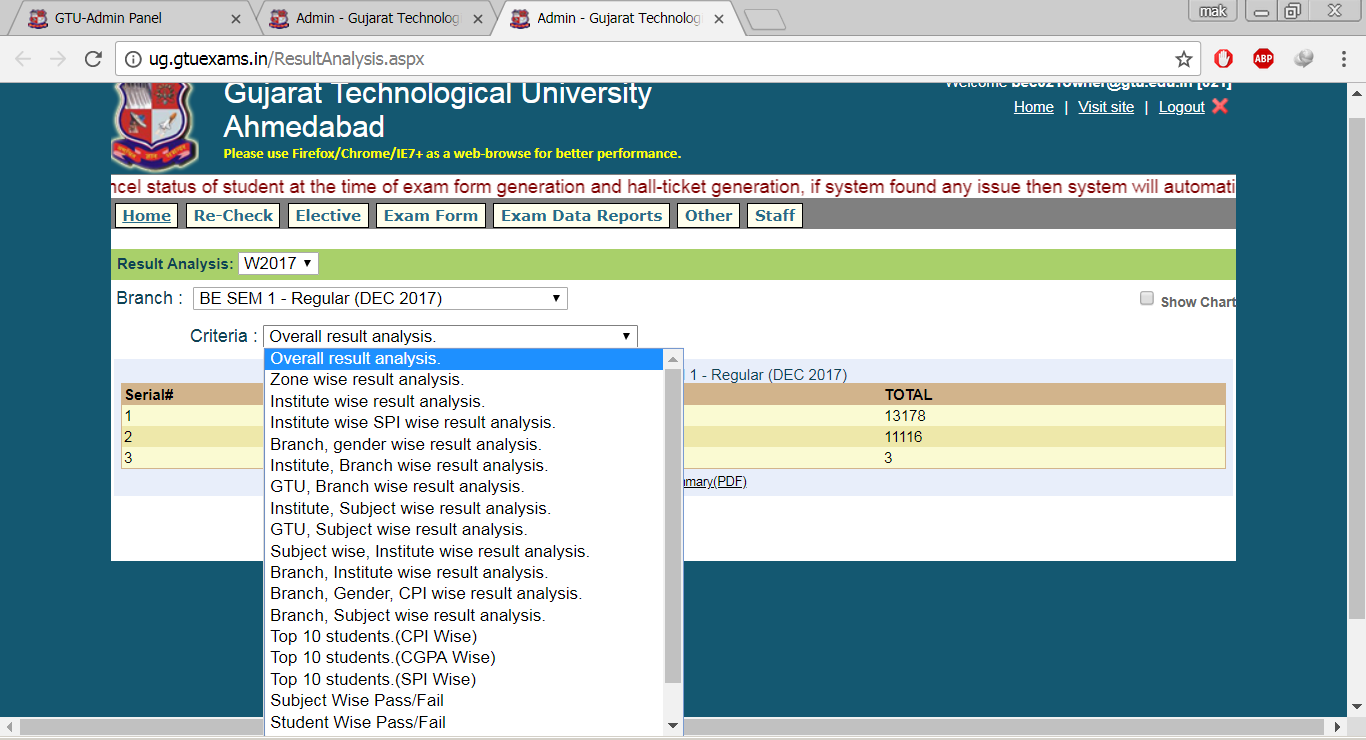 GTU-Admin Panel
Admin - Gujarat Technolog
Admin - Gujarat Technolog
mak
ug.gtuexams.in/ResultAnalysis.aspx
ABP
Gujarat Technological University
Ahmedabad
Please use Firefox/Chrome/IE7+ as a web-browse for better performance.
Welcome
Home | Visit site | Logout
ncel status of student at the time of exam form generation and hall-ticket generation, if system found any issue then system will automati
Home Re-Check Elective Exam Form Exam Data Reports Other Staff
Result Analysis: W2017
Branch : BE SEM 1 - Regular (DEC 2017)
Show Chart
Criteria : Overall result analysis.
Overall result analysis.
Zone wise result analysis.
Institute wise result analysis.
Institute wise SPI wise result analysis.
Branch, gender wise result analysis.
Institute, Branch wise result analysis.
GTU, Branch wise result analysis.
Institute, Subject wise result analysis.
GTU, Subject wise result analysis.
Subject wise, Institute wise result analysis.
Branch, Institute wise result analysis.
Branch, Gender, CPI wise result analysis.
Branch, Subject wise result analysis.
Top 10 students.(CPI Wise)
Top 10 students.(CGPA Wise)
Top 10 students.(SPI Wise)
Subject Wise Pass/Fail
Student Wise Pass/Fail
1 - Regular (DEC 2017)
Serial# TOTAL
1 13178
2 11116
3 3
mmary(PDF)